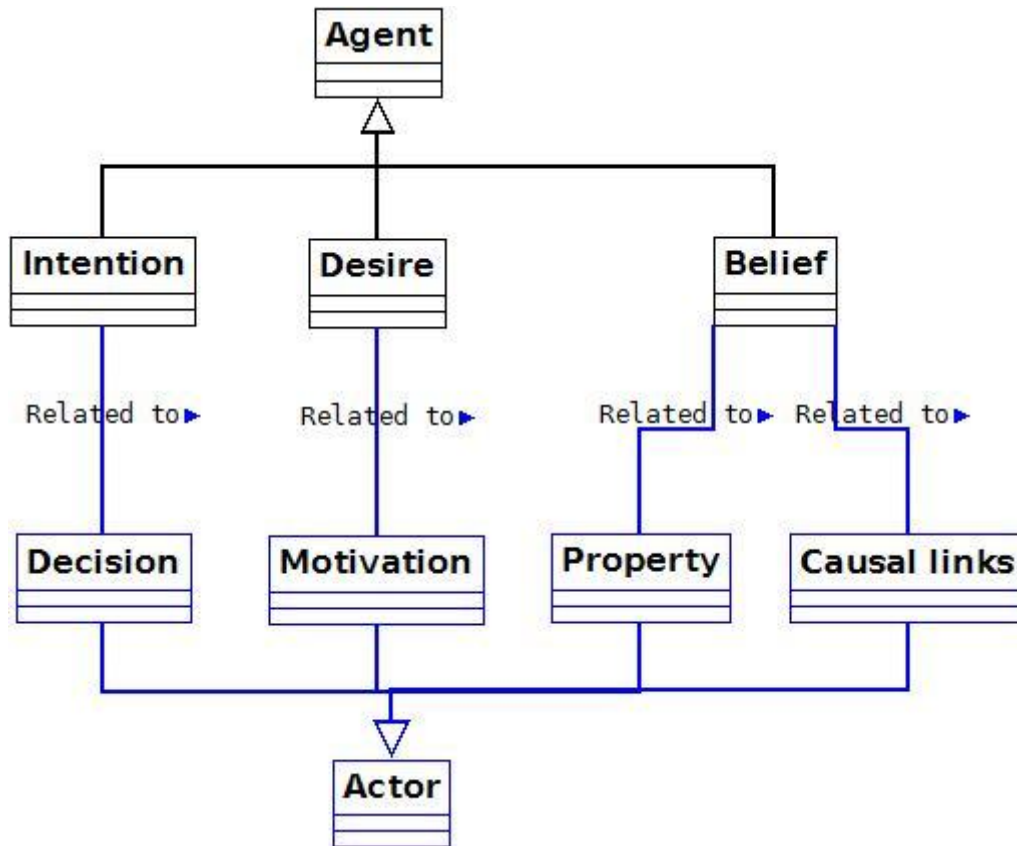 Agent
Intention
Desire
Belief
Related to
Related to
Related to
Related to
Decision
Motivation
Property
Causal links
Actor